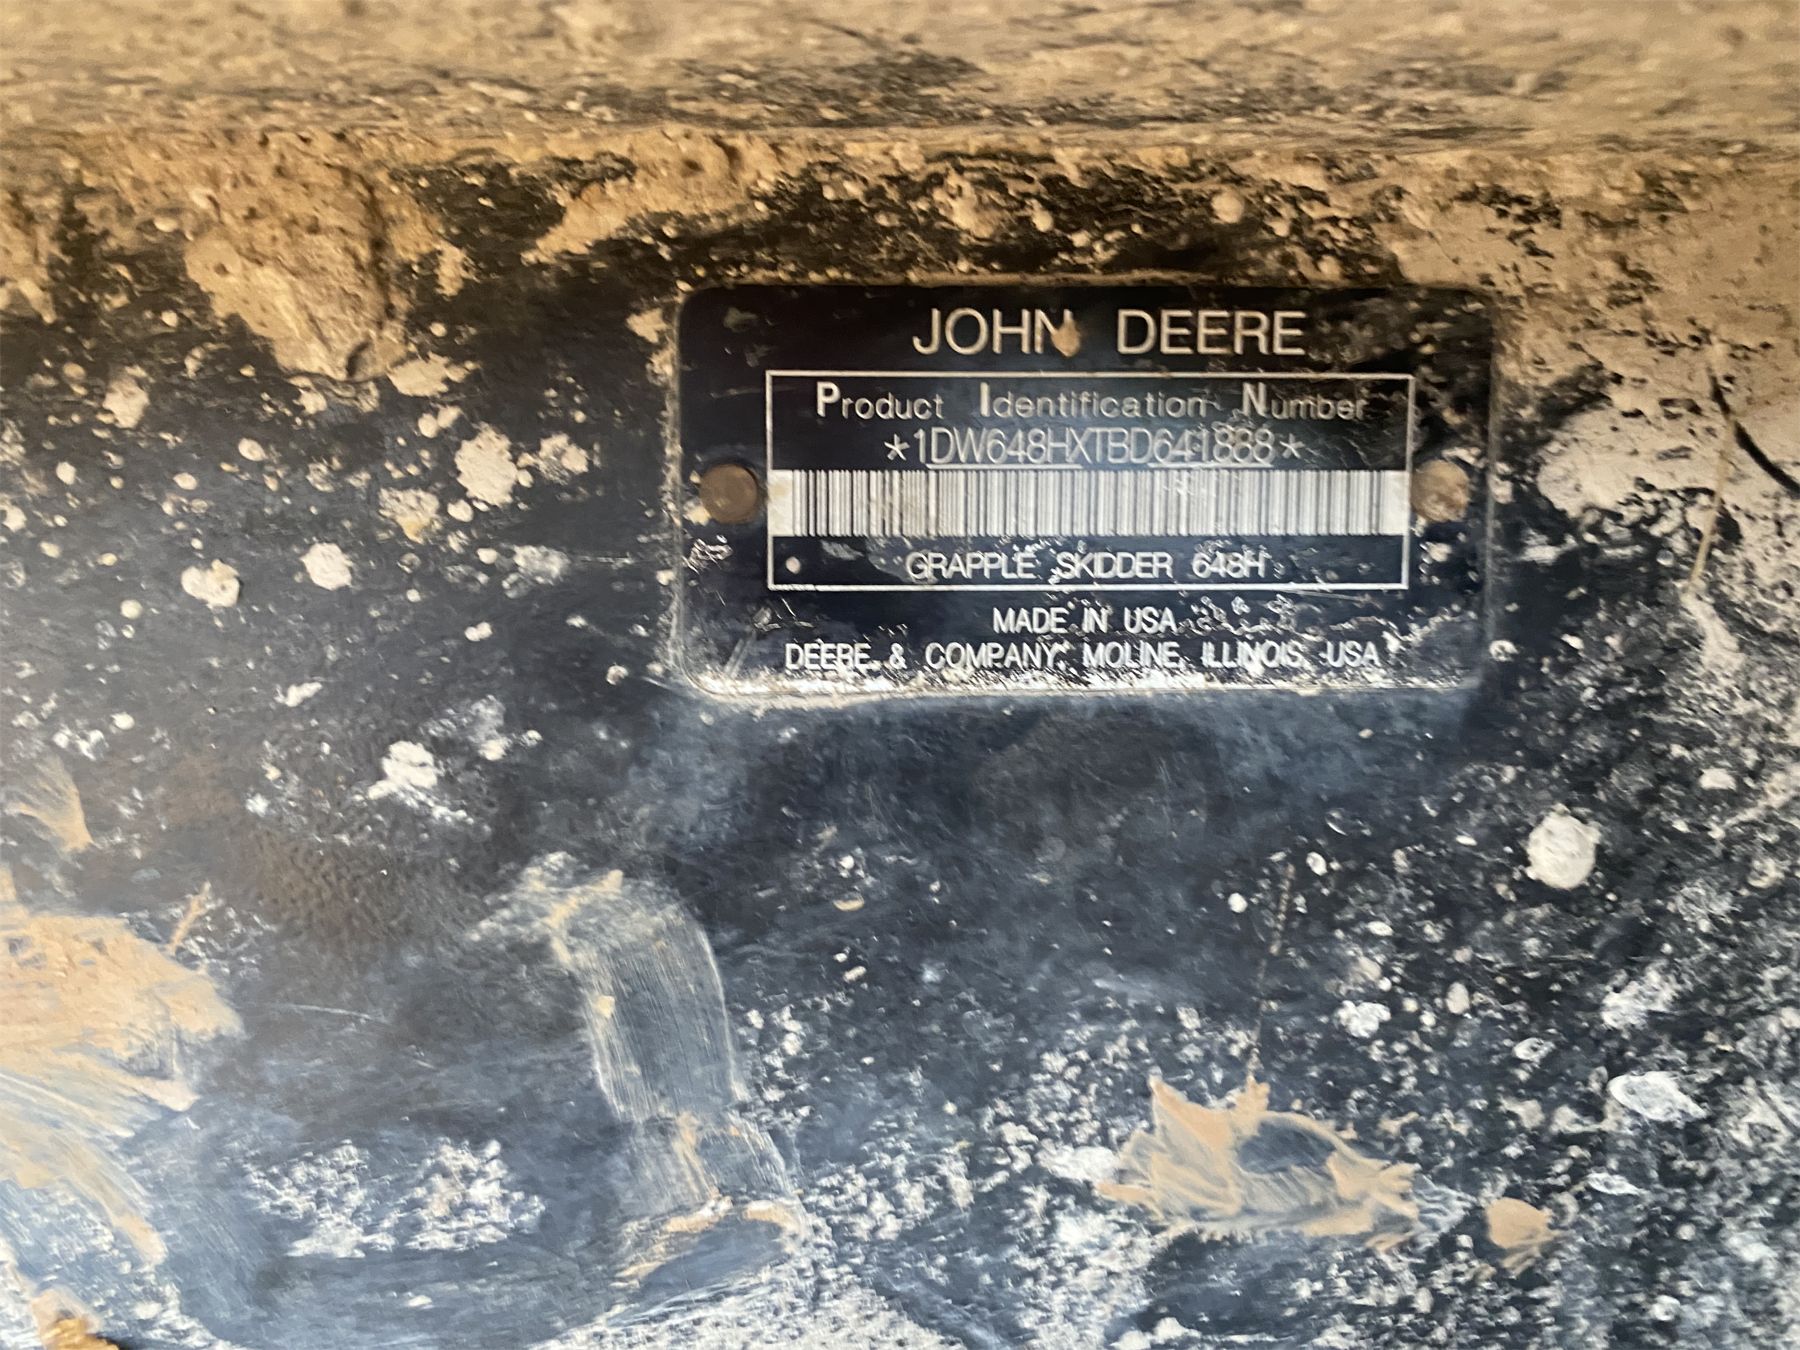 JOHN DEERE
Product Identification Number
*1DW648HXTBD641888*
GRAPPLE SKIDDER 648H
MADE IN USA
DEERE & COMPANY, MOLINE, ILLINOIS, USA